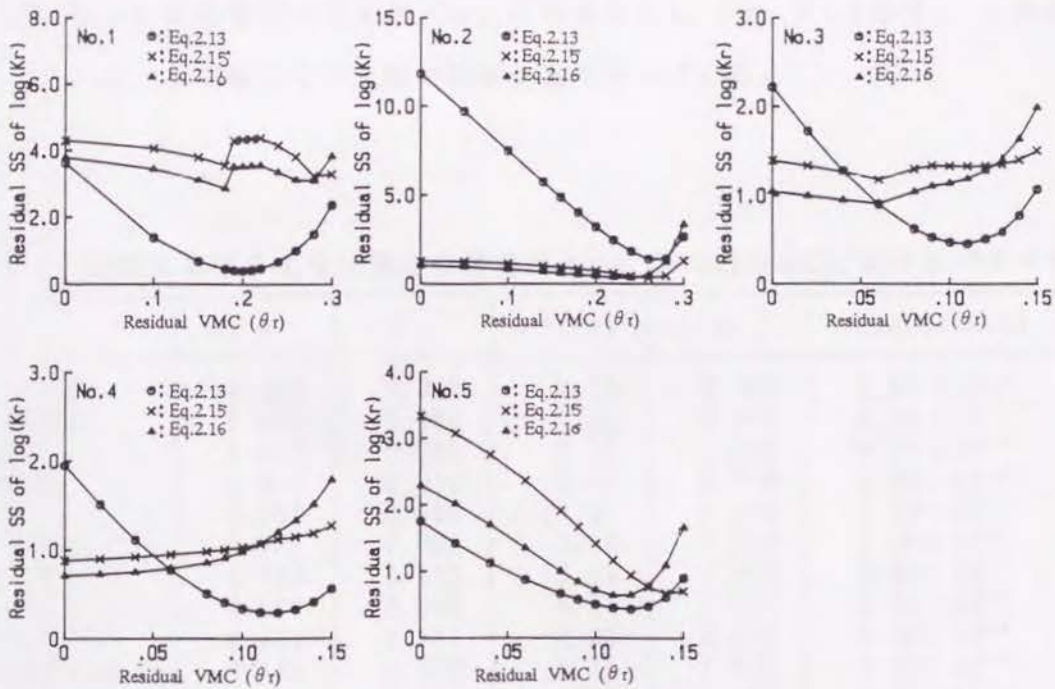 No.1
⊙ : Eq.2.13
× : Eq.2.15
▲ : Eq.2.16
Residual SS of log(Kr)
8.0
6.0
4.0
2.0
0
0
.1
.2
.3
Residual VMC (θr)
No.2
⊙ : Eq.2.13
× : Eq.2.15
▲ : Eq.2.16
Residual SS of log(Kr)
15.0
10.0
5.0
0
0
.1
.2
.3
Residual VMC (θr)
No.3
⊙ : Eq.2.13
× : Eq.2.15
▲ : Eq.2.16
Residual SS of log(Kr)
3.0
2.0
1.0
0
0
.05
.10
.15
Residual VMC (θr)
No.4
⊙ : Eq.2.13
× : Eq.2.15
▲ : Eq.2.16
Residual SS of log(Kr)
3.0
2.0
1.0
0
0
.05
.10
.15
Residual VMC (θr)
No.5
⊙ : Eq.2.13
× : Eq.2.15
▲ : Eq.2.16
Residual SS of log(Kr)
4.0
3.0
2.0
1.0
0
0
.05
.10
.15
Residual VMC (θr)